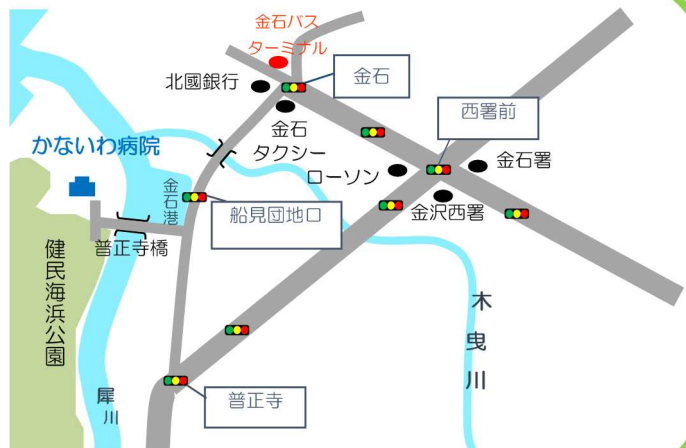 金石バス
ターミナル
北國銀行
金石
西署前
金石
タクシー
かないわ病院
ローソン
金石署
金石港
船見団地口
金沢西署
普正寺橋
健民海浜公園
木曳川
犀川
普正寺